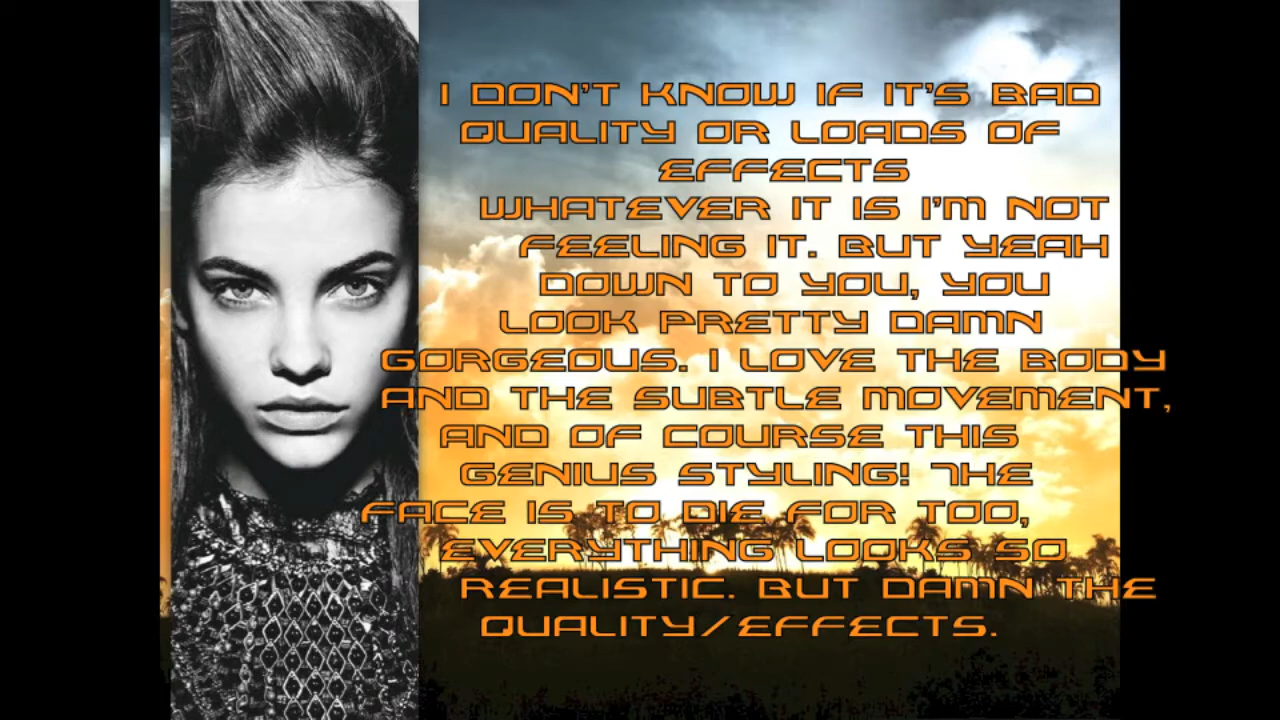 I DON'T KNOW IF IT'S BAD
QUALITY OR LOADS OF
EFFECTS
WHATEVER IT IS I'M NOT
FEELING IT. BUT YEAH
DOWN TO YOU, YOU
LOOK PRETTY DAMN
GORGEOUS. I LOVE THE BODY
AND THE SUBTLE MOVEMENT,
AND OF COURSE THIS
GENIUS STYLING! THE
FACE IS TO DIE FOR TOO,
EVERYTHING LOOKS SO
REALISTIC. BUT DAMN THE
QUALITY/EFFECTS.